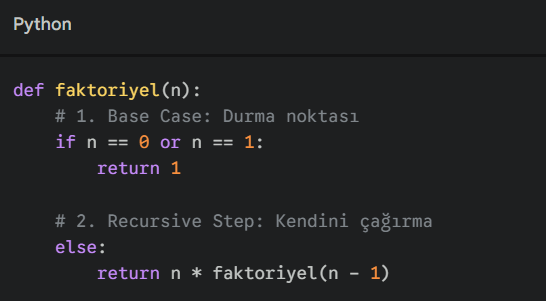 Python
def faktoriyel(n):
    # 1. Base Case: Durma noktası
    if n == 0 or n == 1:
        return 1
    # 2. Recursive Step: Kendini çağırma
    else:
        return n * faktoriyel(n - 1)